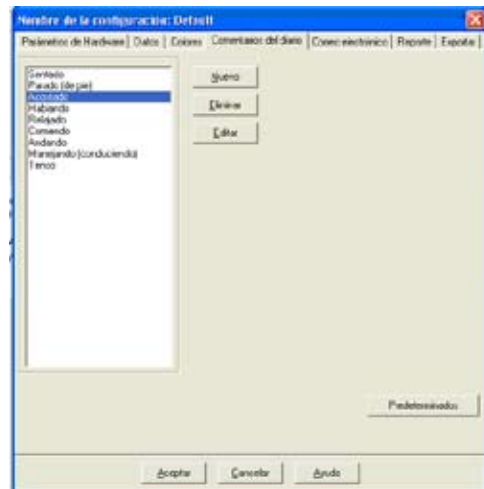 Nombre de la configuración: Default
Parámetros de Hardware | Datos | Colores | Comentarios del diario | Correo electrónico | Reporte | Exportar
Sentado
Parado (de pie)
Acostado
Hablando
Relajado
Comiendo
Andando
Manejando (conduciendo)
Tenso
Nuevo
Eliminar
Editar
Predeterminados
Aceptar
Cancelar
Ayuda